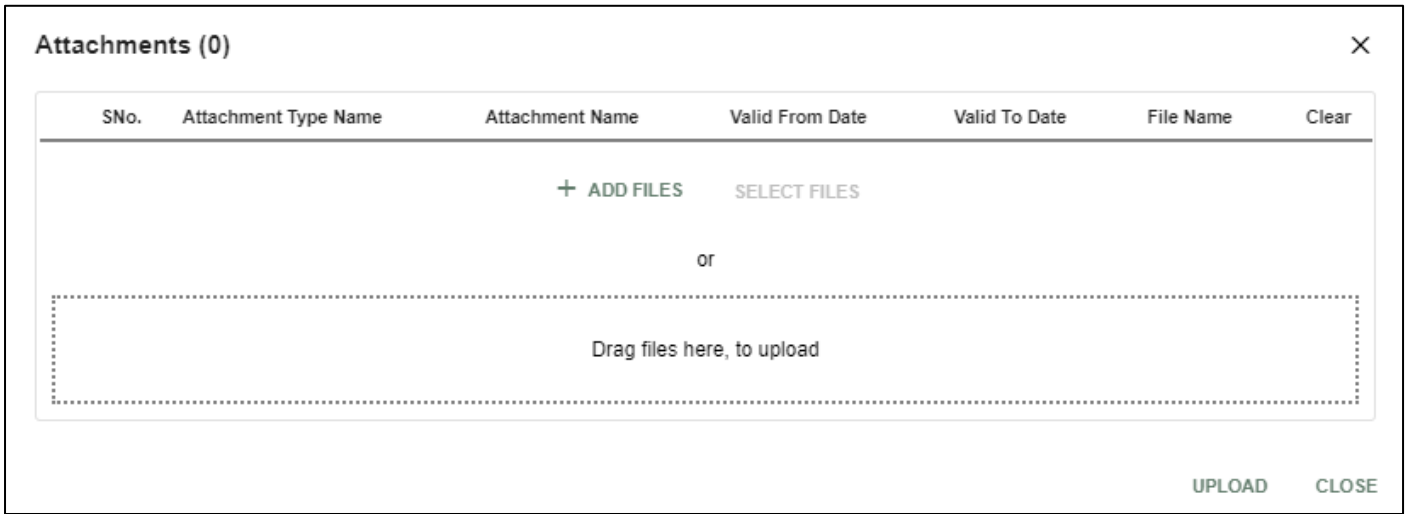 Attachments (0)
SNo. Attachment Type Name Attachment Name Valid From Date Valid To Date File Name Clear
+ ADD FILES SELECT FILES
or
Drag files here, to upload
UPLOAD CLOSE